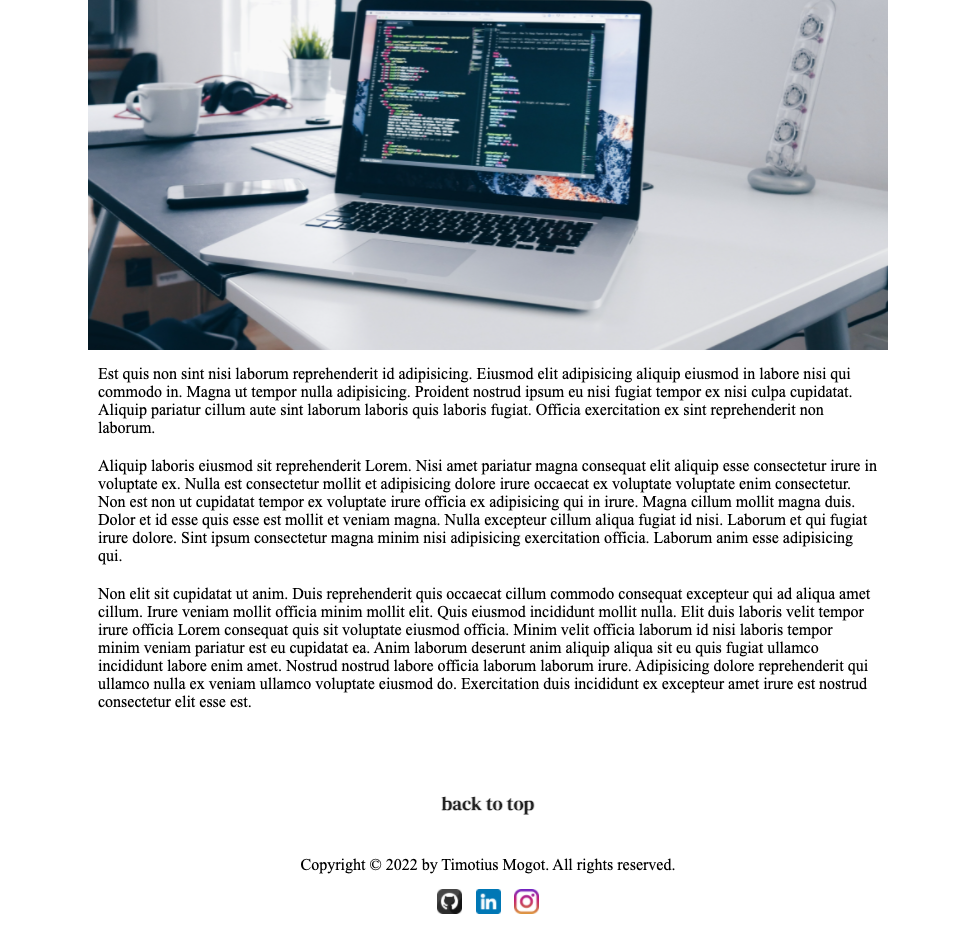 Est quis non sint nisi laborum reprehenderit id adipisicing. Eiusmod elit adipisicing aliquip eiusmod in labore nisi qui
commodo in. Magna ut tempor nulla adipisicing. Proident nostrud ipsum eu nisi fugiat tempor ex nisi culpa cupidatat.
Aliquip pariatur cillum aute sint laborum laboris quis laboris fugiat. Officia exercitation ex sint reprehenderit non
laborum.
Aliquip laboris eiusmod sit reprehenderit Lorem. Nisi amet pariatur magna consequat elit aliquip esse consectetur irure in
voluptate ex. Nulla est consectetur mollit et adipisicing dolore irure occaecat ex voluptate voluptate enim consectetur.
Non est non ut cupidatat tempor ex voluptate irure officia ex adipisicing qui in irure. Magna cillum mollit magna duis.
Dolor et id esse quis esse est mollit et veniam magna. Nulla excepteur cillum aliqua fugiat id nisi. Laborum et qui fugiat
irure dolore. Sint ipsum consectetur magna minim nisi adipisicing exercitation officia. Laborum anim esse adipisicing
qui.
Non elit sit cupidatat ut anim. Duis reprehenderit quis occaecat cillum commodo consequat excepteur qui ad aliqua amet
cillum. Irure veniam mollit officia minim mollit elit. Quis eiusmod incididunt mollit nulla. Elit duis laboris velit tempor
irure officia Lorem consequat quis sit voluptate eiusmod officia. Minim velit officia laborum id nisi laboris tempor
minim veniam pariatur est eu cupidatat ea. Anim laborum deserunt anim aliquip aliqua sit eu quis fugiat ullamco
incididunt labore enim amet. Nostrud nostrud labore officia laborum laborum irure. Adipisicing dolore reprehenderit qui
ullamco nulla ex veniam ullamco voluptate eiusmod do. Exercitation duis incididunt ex excepteur amet irure est nostrud
consectetur elit esse est.
back to top
Copyright © 2022 by Timotius Mogot. All rights reserved.
in